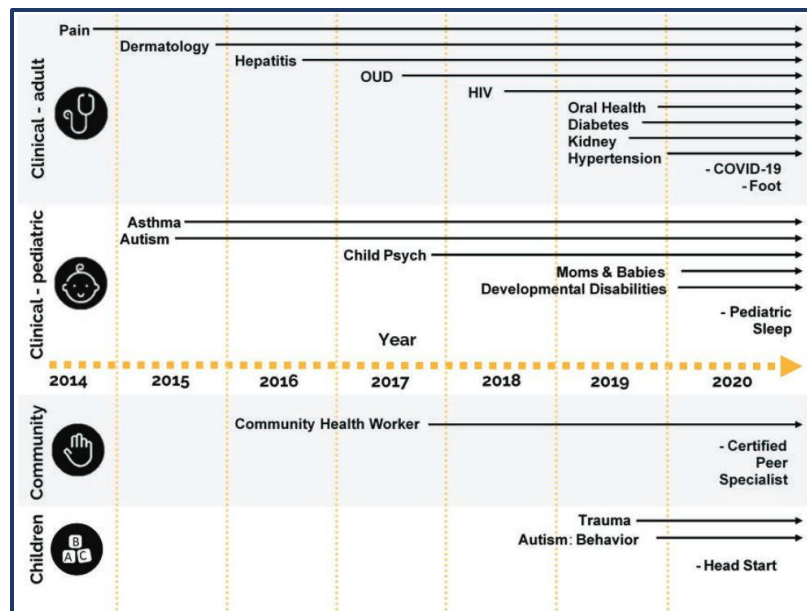 Clinical - adult
Pain
Dermatology
Hepatitis
OUD
HIV
Oral Health
Diabetes
Kidney
Hypertension
- COVID-19
- Foot
Clinical - pediatric
Asthma
Autism
Child Psych
Moms & Babies
Developmental Disabilities
- Pediatric
Sleep
Year
2014 2015 2016 2017 2018 2019 2020
Community
Community Health Worker
- Certified
Peer
Specialist
Children
A B C
Trauma
Autism: Behavior
- Head Start